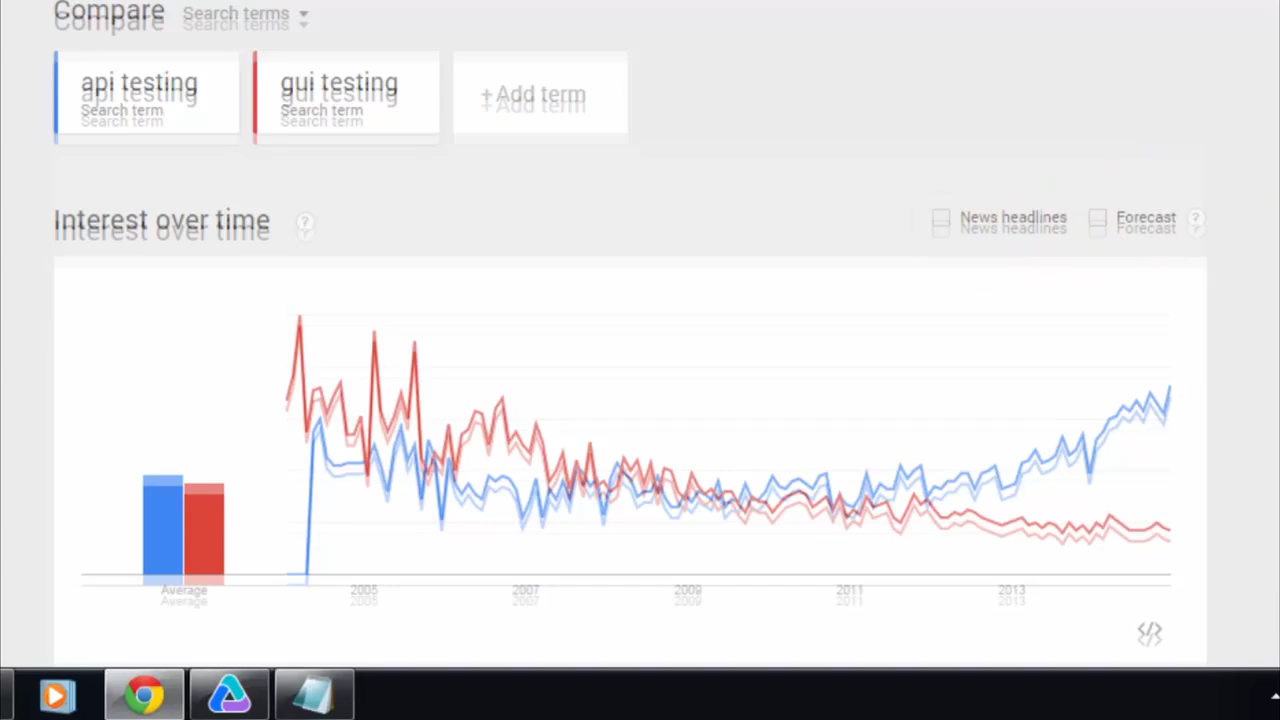 Compare Search terms
api testing gui testing +Add term
Search term Search term
Interest over time ? News headlines Forecast ?
Average 2005 2007 2009 2011 2013